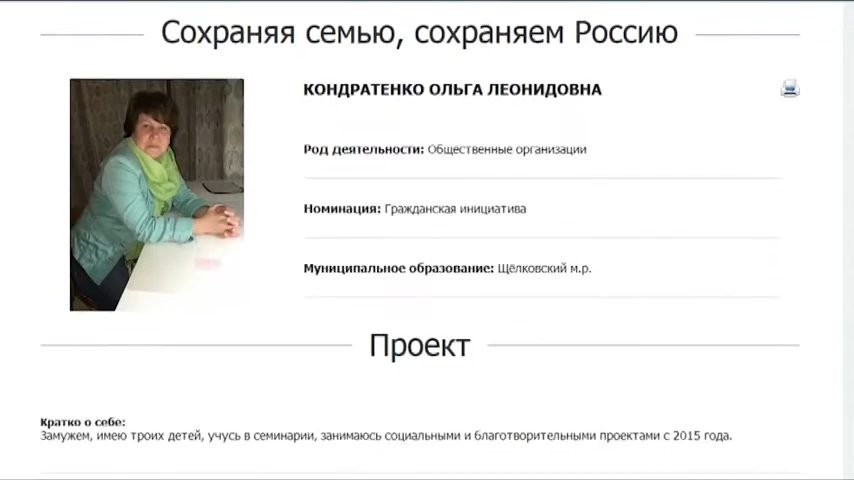 Сохраняя семью, сохраняем Россию
КОНДРАТЕНКО ОЛЬГА ЛЕОНИДОВНА
Род деятельности: Общественные организации
Номинация: Гражданская инициатива
Муниципальное образование: Щёлковский м.р.
Проект
Кратко о себе:
Замужем, имею троих детей, учусь в семинарии, занимаюсь социальными и благотворительными проектами с 2015 года.